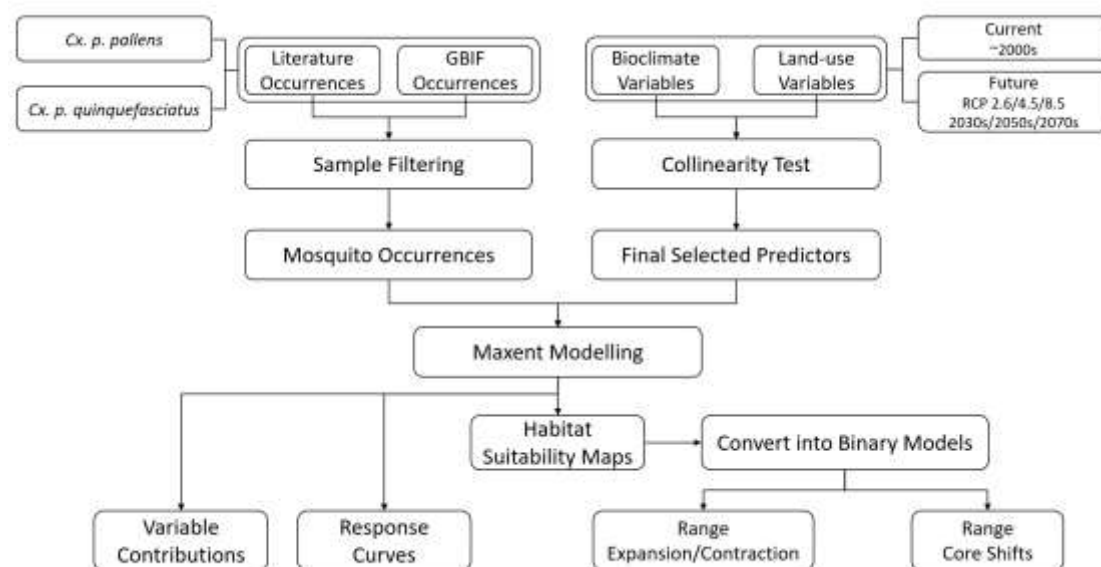 Cx. p. pallens
Cx. p. quinquefasciatus
Literature
Occurrences
GBIF
Occurrences
Bioclimate
Variables
Land-use
Variables
Current
~2000s
Future
RCP 2.6/4.5/8.5
2030s/2050s/2070s
Sample Filtering
Collinearity Test
Mosquito Occurrences
Final Selected Predictors
Maxent Modelling
Habitat
Suitability Maps
Convert into Binary Models
Variable
Contributions
Response
Curves
Range
Expansion/Contraction
Range
Core Shifts